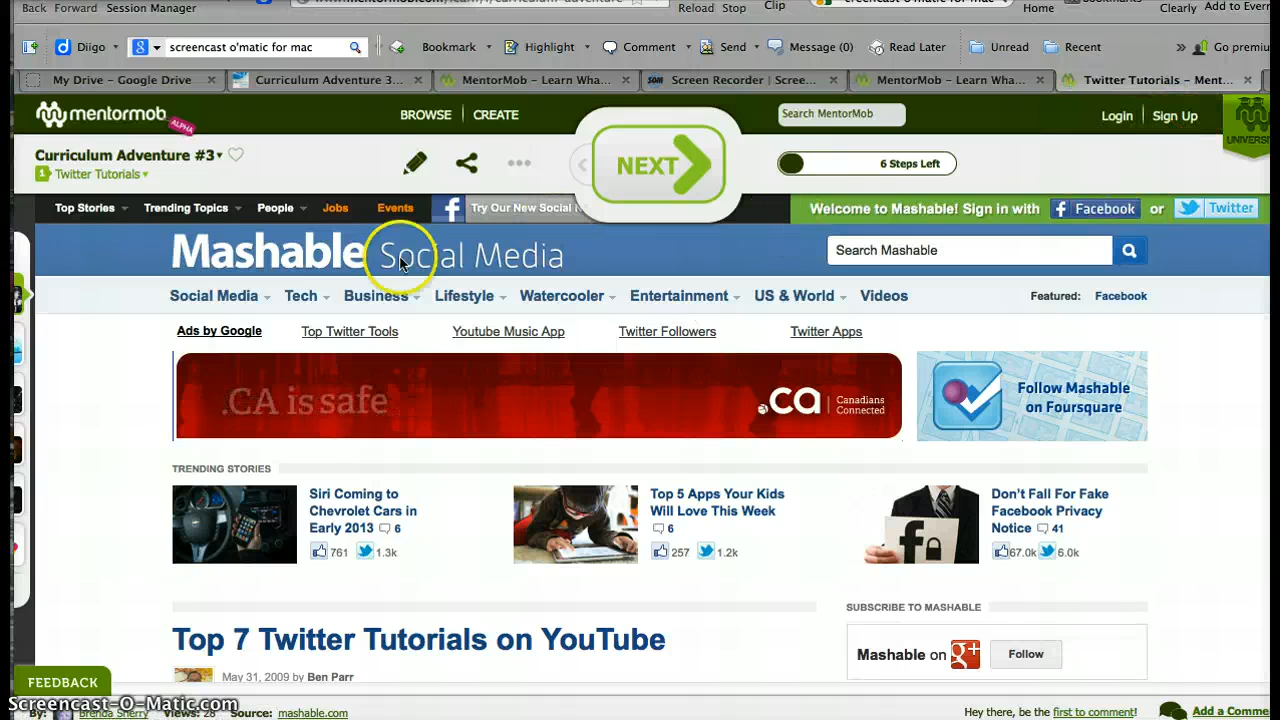 Back Forward Session Manager Reload Stop Clip Home Clearly Add to Ever
Diigo screencast o'matic for mac Bookmark Highlight Comment Send Message (0) Read Later Unread Recent » Go premiu
My Drive – Google Drive Curriculum Adventure 3... MentorMob – Learn Wha... Screen Recorder | Scree... MentorMob – Learn Wha... Twitter Tutorials – Ment...
mentormob ALPHA BROWSE CREATE Search MentorMob Login Sign Up
UNIVERS
Curriculum Adventure #3 NEXT 6 Steps Left
1 Twitter Tutorials
Top Stories Trending Topics People Jobs Events Try Our New Social Welcome to Mashable! Sign in with Facebook or Twitter
Mashable Social Media Search Mashable
Social Media Tech Business Lifestyle Watercooler Entertainment US & World Videos Featured: Facebook
Ads by Google Top Twitter Tools Youtube Music App Twitter Followers Twitter Apps
.CA is safe .ca Canadians Connected
Follow Mashable
on Foursquare
TRENDING STORIES
Siri Coming to
Chevrolet Cars in
Early 2013 6
761 1.3k
Top 5 Apps Your Kids
Will Love This Week
6
257 1.2k
Don't Fall For Fake
Facebook Privacy
Notice 41
67.0k 6.0k
SUBSCRIBE TO MASHABLE
Top 7 Twitter Tutorials on YouTube
Mashable on g+ Follow
May 31, 2009 by Ben Parr
FEEDBACK
Screencast-O-Matic.com
By: Brenda Sherry Views: 28 Source: mashable.com Hey there, be the first to comment! Add a Comme